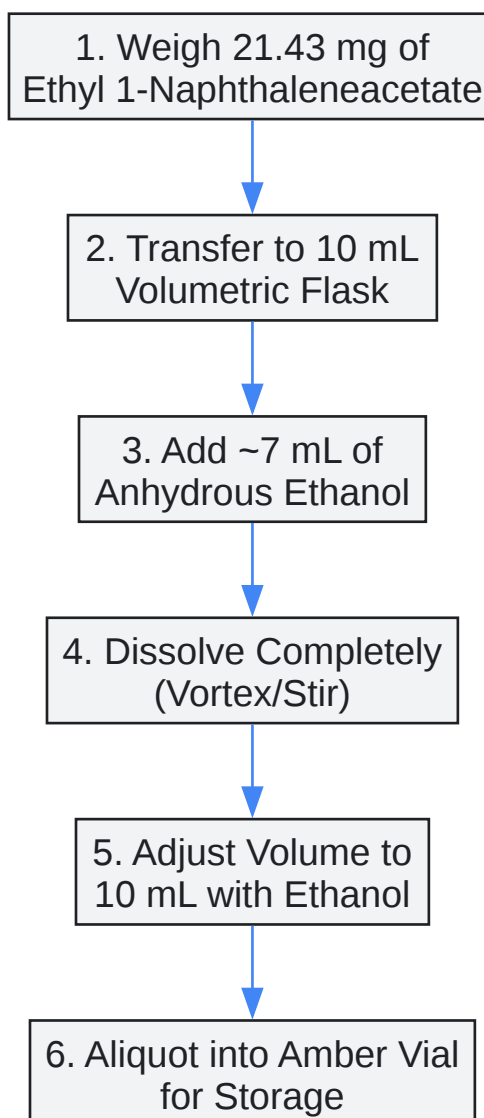 1. Weigh 21.43 mg of
Ethyl 1-Naphthaleneacetate
2. Transfer to 10 mL
Volumetric Flask
3. Add ~7 mL of
Anhydrous Ethanol
4. Dissolve Completely
(Vortex/Stir)
5. Adjust Volume to
10 mL with Ethanol
6. Aliquot into Amber Vial
for Storage